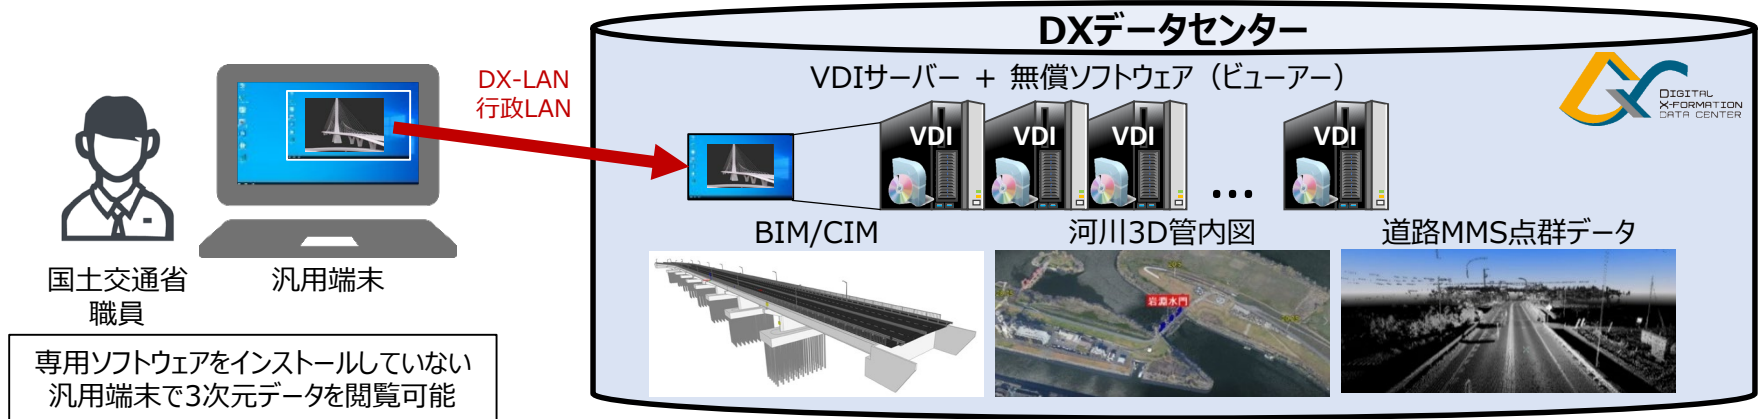 DXデータセンター
VDIサーバー + 無償ソフトウェア（ビューアー）
DIGITAL
X-FORMATION
DATA CENTER
DX-LAN
行政LAN
VDI
VDI
VDI
…
VDI
BIM/CIM
河川3D管内図
道路MMS点群データ
岩淵水門
国土交通省
職員
汎用端末
専用ソフトウェアをインストールしていない
汎用端末で3次元データを閲覧可能